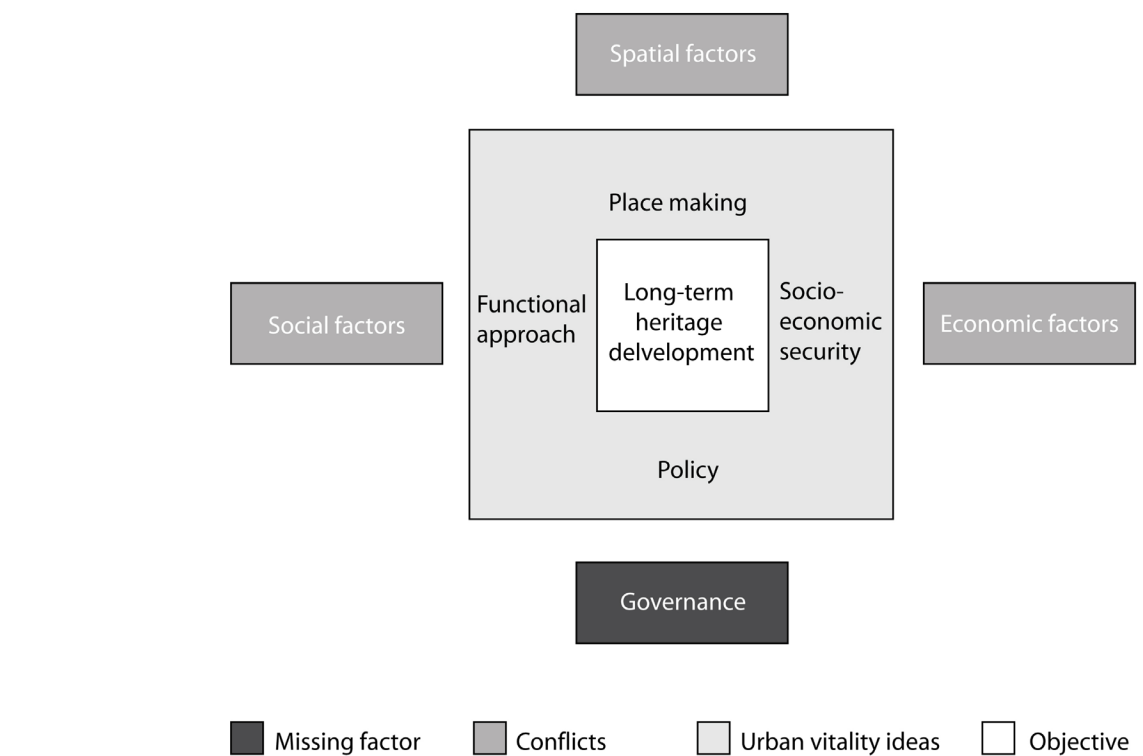 Spatial factors
Place making
Functional
approach
Long-term
heritage
delvelopment
Socio-
economic
security
Social factors
Economic factors
Policy
Governance
Missing factor
Conflicts
Urban vitality ideas
Objective